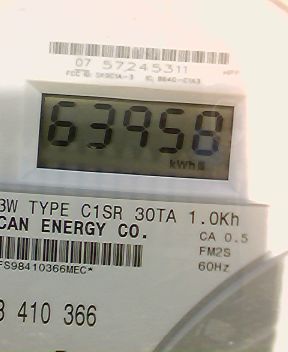 07 57245311
63958
kWh
3W TYPE C1SR 30TA 1.0Kh
CAN ENERGY CO.
CA 0.5
FM2S
60Hz
FS98410366MEC*
8 410 366